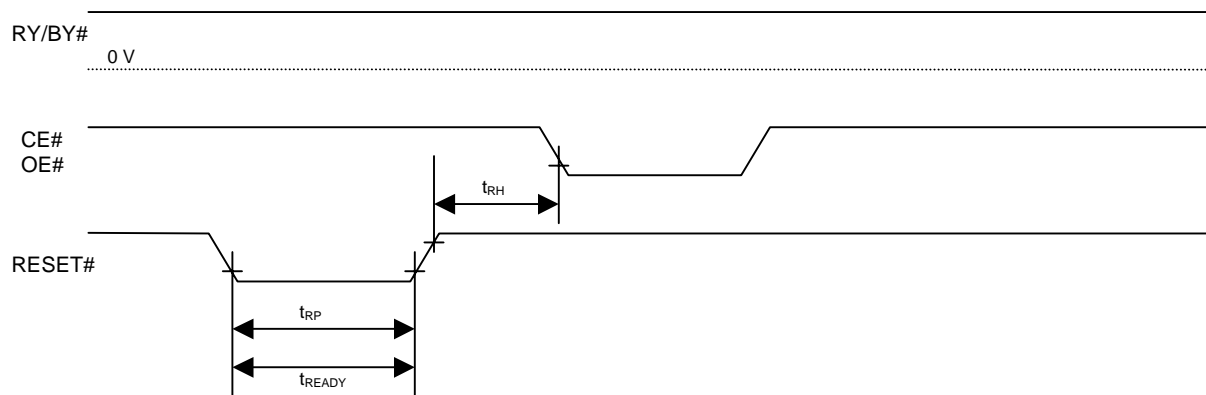 RY/BY#
0 V
CE#
OE#
tRH
RESET#
tRP
tREADY